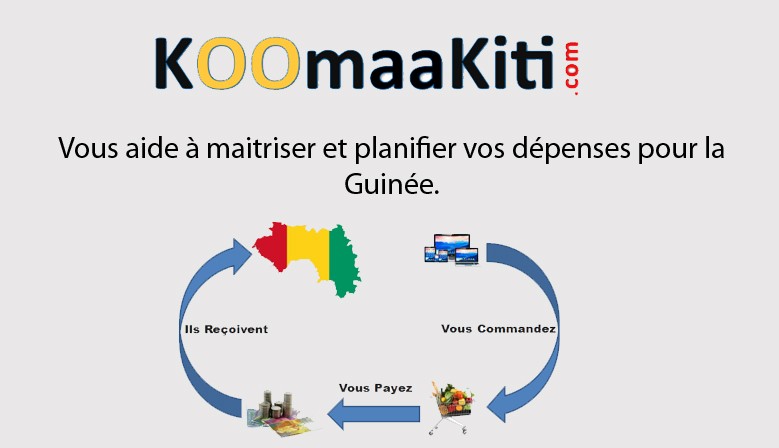 KOOmaaKiti.com
Vous aide à maitriser et planifier vos dépenses pour la
Guinée.
Ils Reçoivent
Vous Commandez
Vous Payez